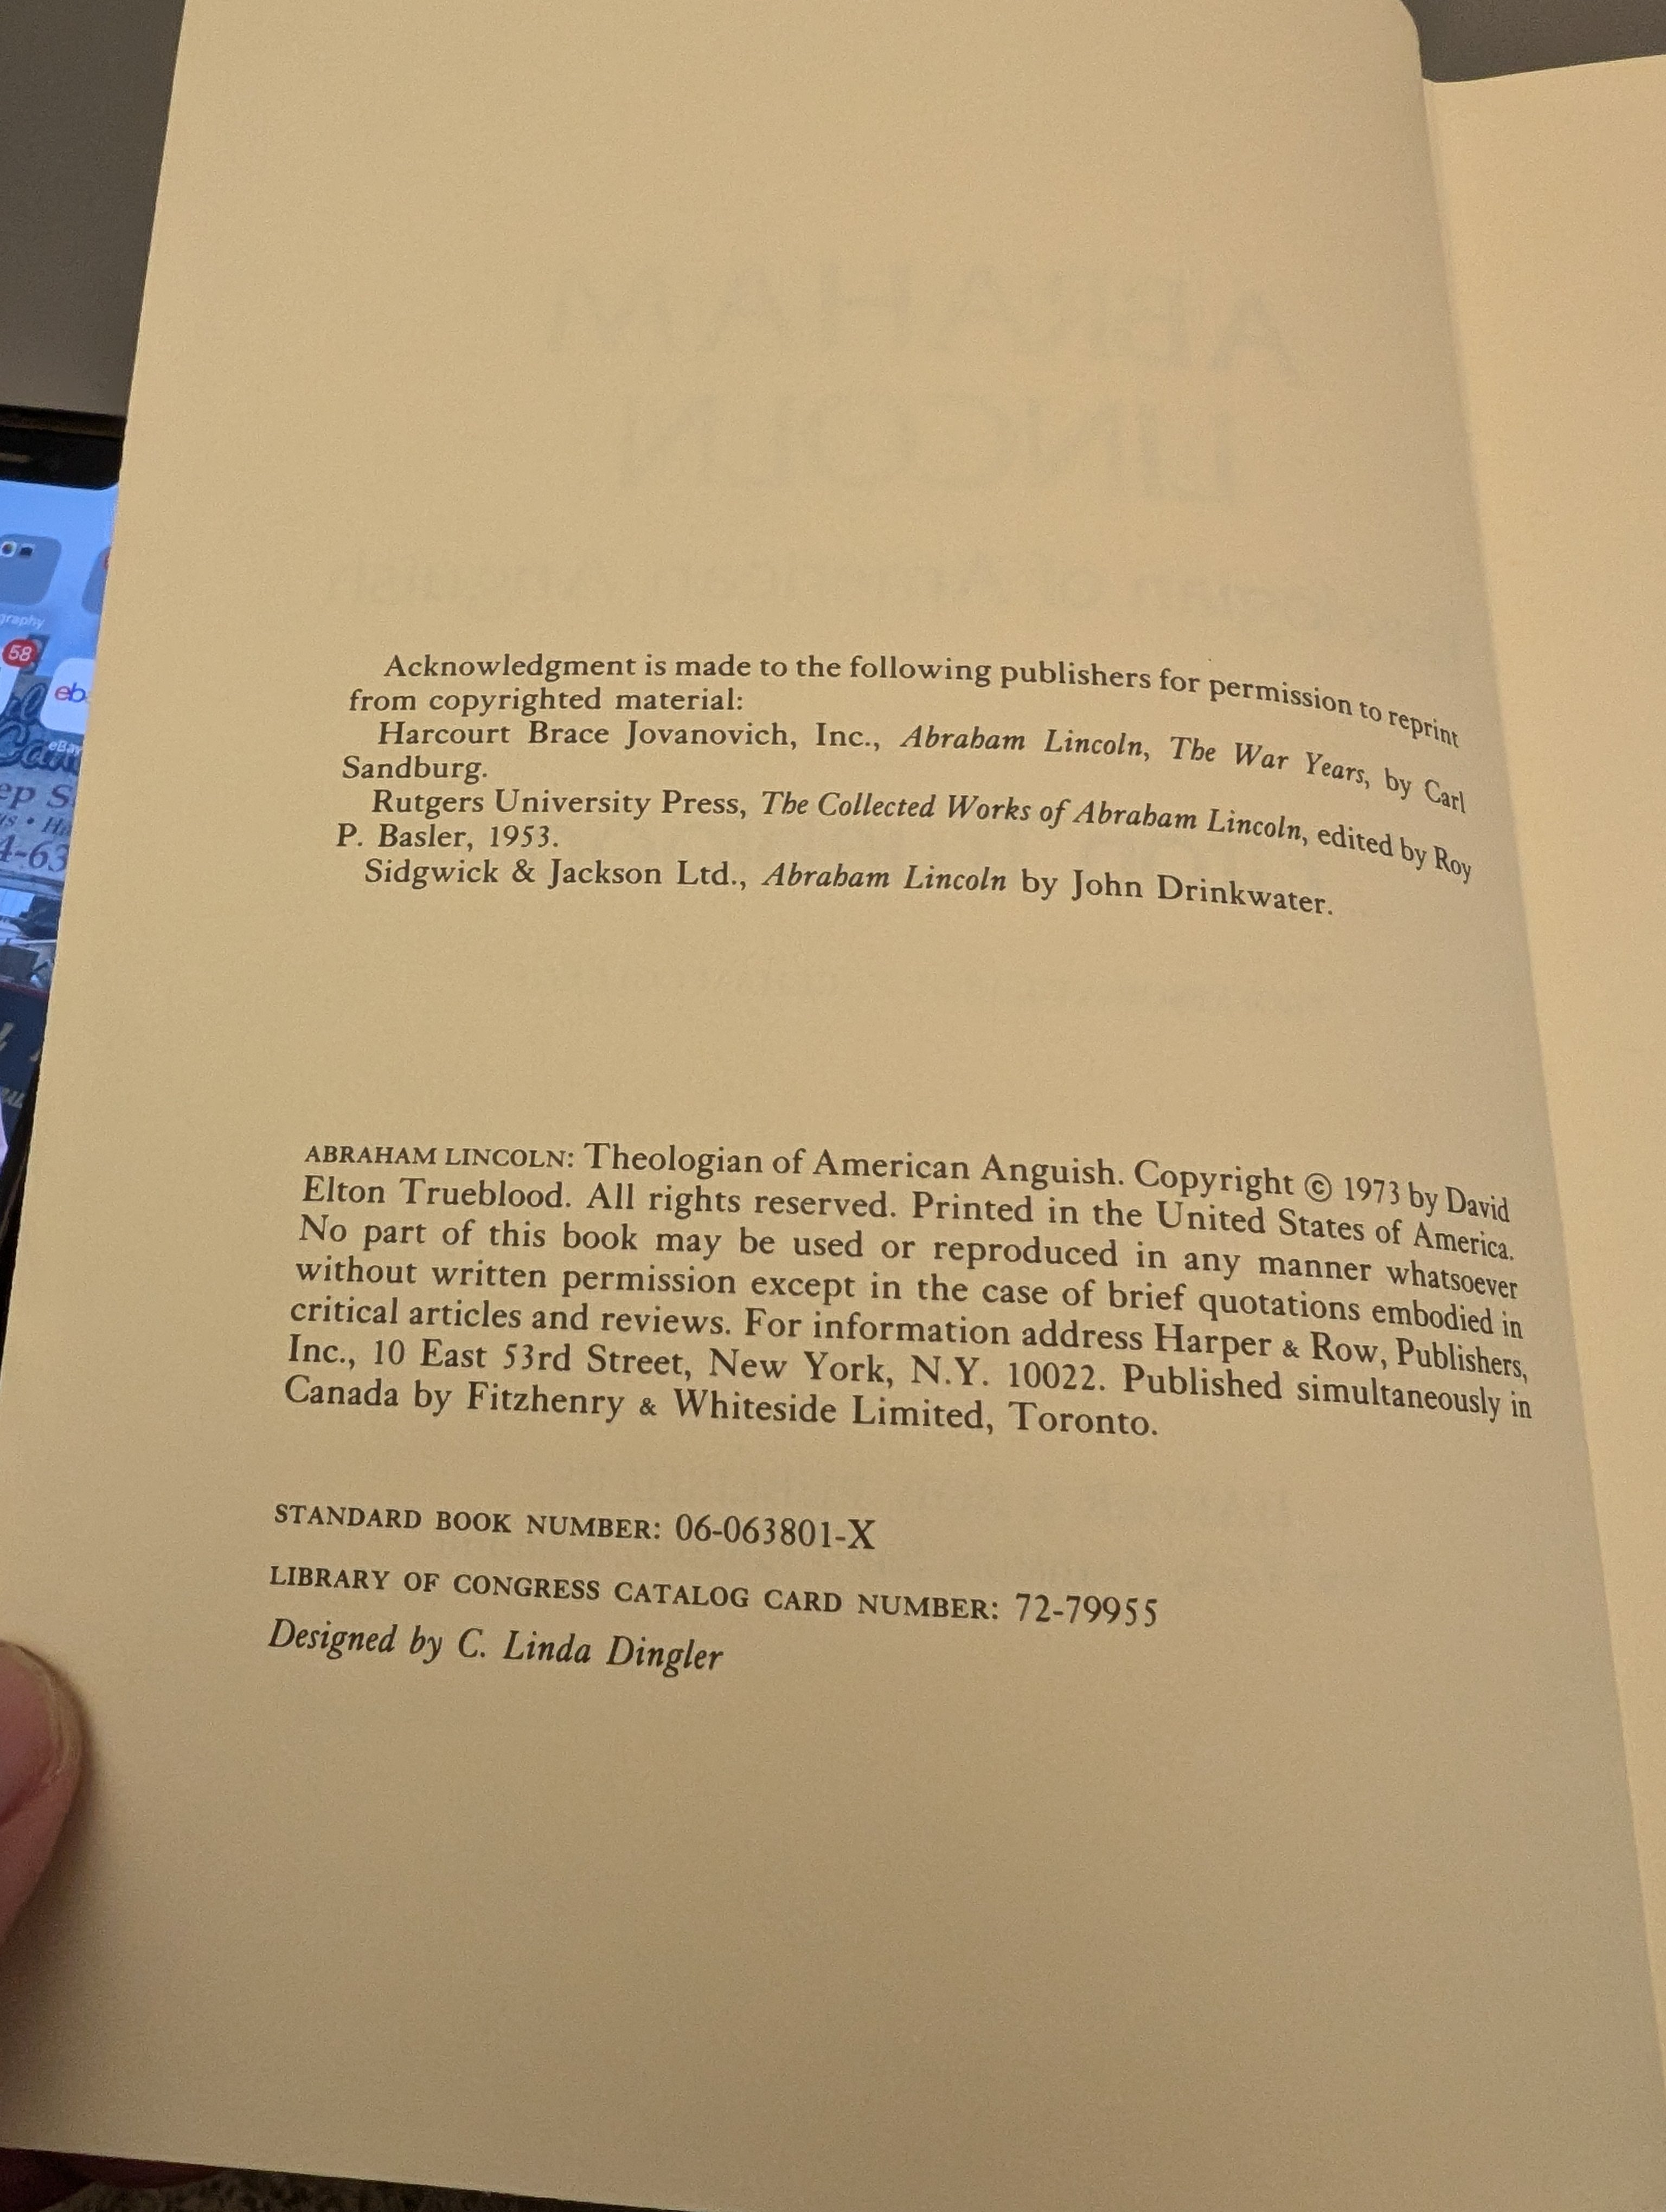 Acknowledgment is made to the following publishers for permission to reprint
from copyrighted material:
Harcourt Brace Jovanovich, Inc., Abraham Lincoln, The War Years, by Carl
Sandburg.
Rutgers University Press, The Collected Works of Abraham Lincoln, edited by Roy
P. Basler, 1953.
Sidgwick & Jackson Ltd., Abraham Lincoln by John Drinkwater.
ABRAHAM LINCOLN: Theologian of American Anguish. Copyright © 1973 by David
Elton Trueblood. All rights reserved. Printed in the United States of America.
No part of this book may be used or reproduced in any manner whatsoever
without written permission except in the case of brief quotations embodied in
critical articles and reviews. For information address Harper & Row, Publishers,
Inc., 10 East 53rd Street, New York, N.Y. 10022. Published simultaneously in
Canada by Fitzhenry & Whiteside Limited, Toronto.
STANDARD BOOK NUMBER: 06-063801-X
LIBRARY OF CONGRESS CATALOG CARD NUMBER: 72-79955
Designed by C. Linda Dingler
58
eb
eBay